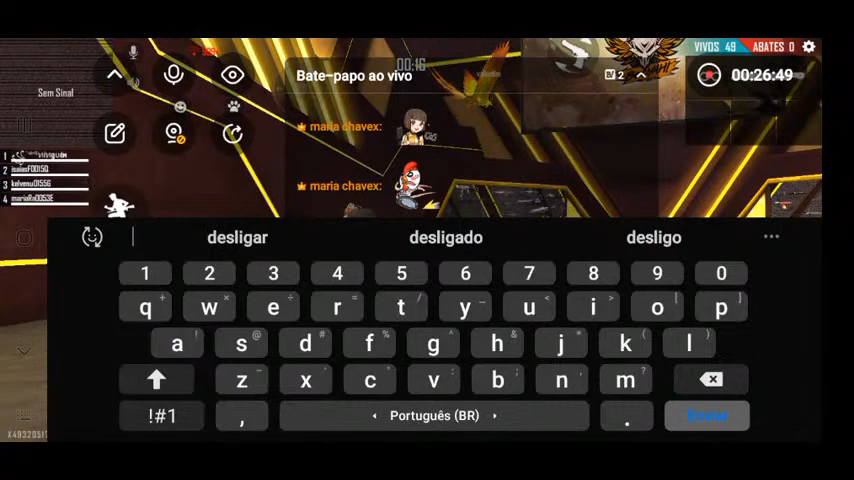 VIVOS 49 ABATES 0
00:16
Bate-papo ao vivo
2
00:26:49
Sem Sinal
maria chavex:
GG
maria chavex:
1
2
3
4
desligar desligado desligo ...
1 2 3 4 5 6 7 8 9 0
q w e r t y u i o p
a s d f g h j k l
z x c v b n m
!#1 , Português (BR) . Enviar